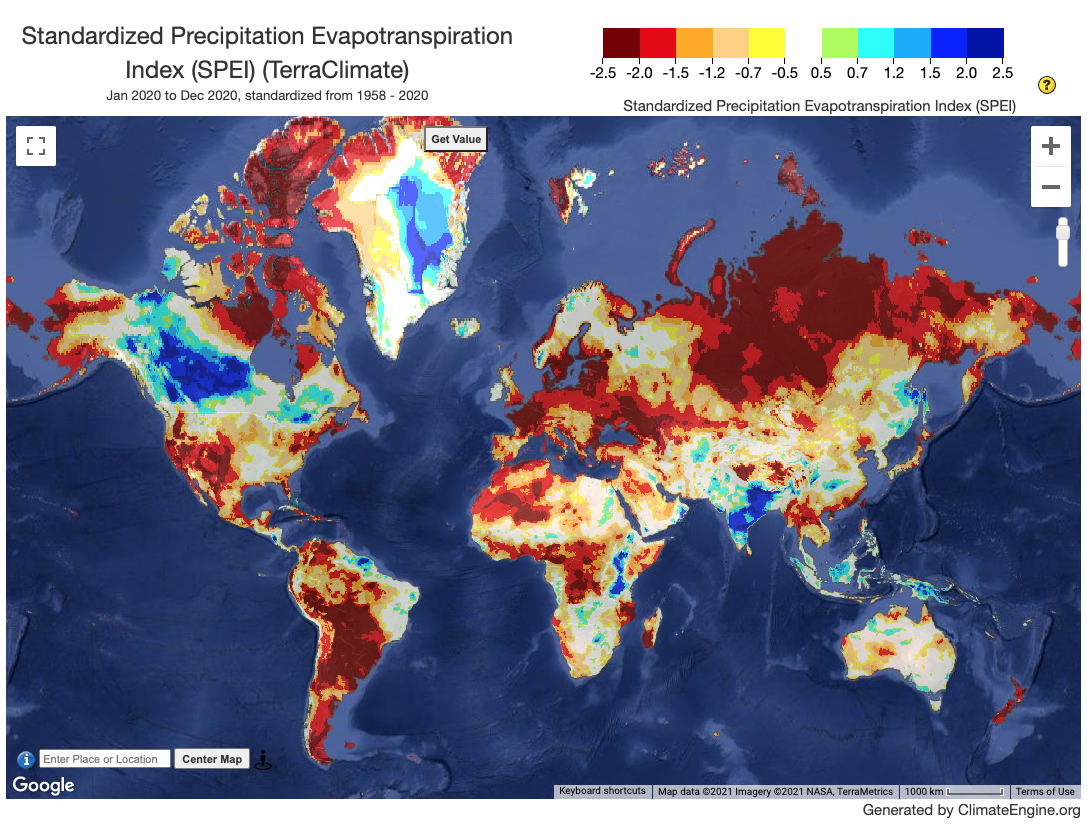 Standardized Precipitation Evapotranspiration
Index (SPEI) (TerraClimate)
Jan 2020 to Dec 2020, standardized from 1958 - 2020
-2.5 -2.0 -1.5 -1.2 -0.7 -0.5 0.5 0.7 1.2 1.5 2.0 2.5
?
Standardized Precipitation Evapotranspiration Index (SPEI)
Get Value
i Enter Place or Location Center Map
Google
Keyboard shortcuts Map data ©2021 Imagery ©2021 NASA, TerraMetrics 1000 km Terms of Use
Generated by ClimateEngine.org